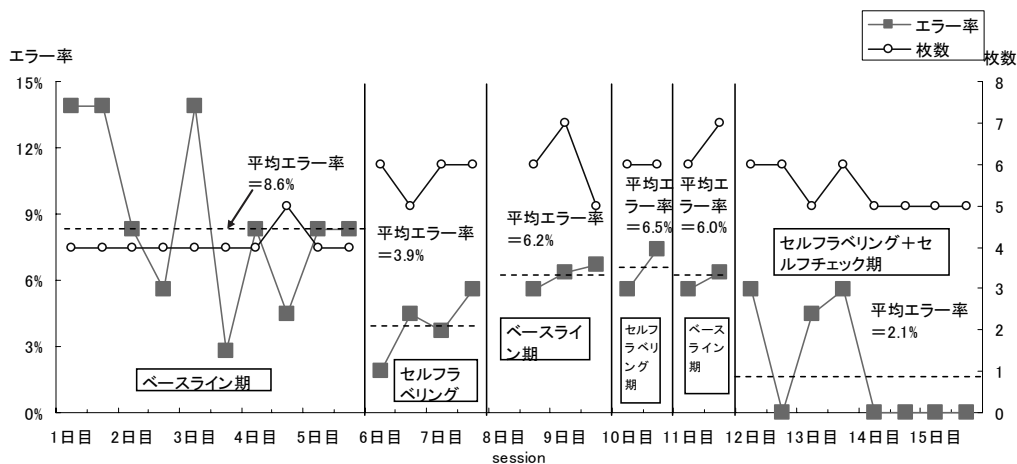 エラー率
枚数
エラー率
枚数
15%
12%
9%
6%
3%
0%
8
7
6
5
4
3
2
1
0
平均エラー率
＝8.6%
ベースライン期
平均エラー率
＝3.9%
セルフラ
ベリング
平均エラー率
＝6.2%
ベースライ
ン期
平均エ
ラー率
＝6.5%
セルフ
ラベリ
ング
期
平均エ
ラー率
＝6.0%
ベース
ライン
期
セルフラベリング＋セ
ルフチェック期
平均エラー率
＝2.1%
1日目 2日目 3日目 4日目 5日目 6日目 7日目 8日目 9日目 10日目 11日目 12日目 13日目 14日目 15日目
session